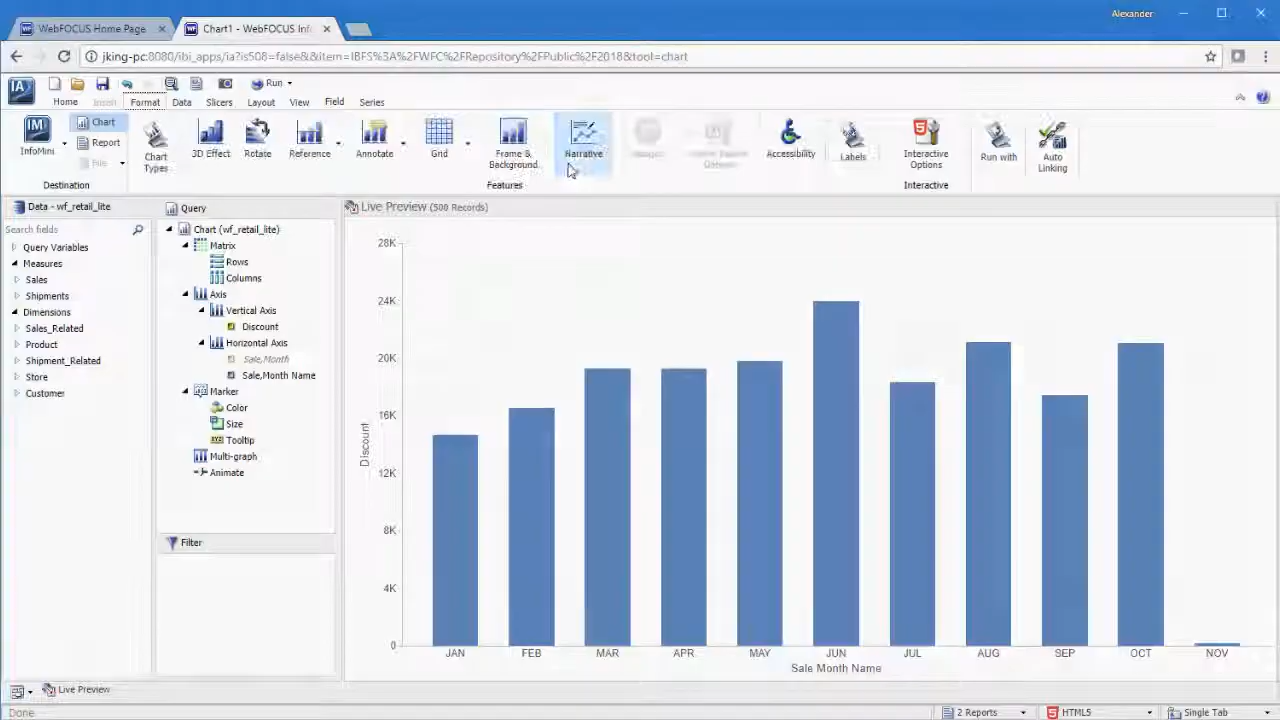 Alexander
WebFOCUS Home Page
Chart1 - WebFOCUS Inf
jking-pc:8080/ibi_apps/ia?is508=false&&item=IBFS%3A%2FWFC%2FRepository%2FPublic%2F2018&tool=chart
IA
Run
Home Insert Format Data Slicers Layout View Field Series
IM
InfoMini
Chart
Report
File
Destination
Chart Types
3D Effect
Rotate
Reference
Annotate
Grid
Frame & Background
Narrative
Features
Accessibility
Labels
Interactive Options
Interactive
Run with
Auto Linking
Data - wf_retail_lite
Search fields
Query Variables
Measures
Sales
Shipments
Dimensions
Sales_Related
Product
Shipment_Related
Store
Customer
Query
Chart (wf_retail_lite)
Matrix
Rows
Columns
Axis
Vertical Axis
Discount
Horizontal Axis
Sale,Month
Sale,Month Name
Marker
Color
Size
Tooltip
Multi-graph
Animate
Filter
Live Preview (500 Records)
28K
24K
20K
16K
12K
8K
4K
0
Discount
JAN FEB MAR APR MAY JUN JUL AUG SEP OCT NOV
Sale Month Name
Live Preview
Done
2 Reports
HTML5
Single Tab